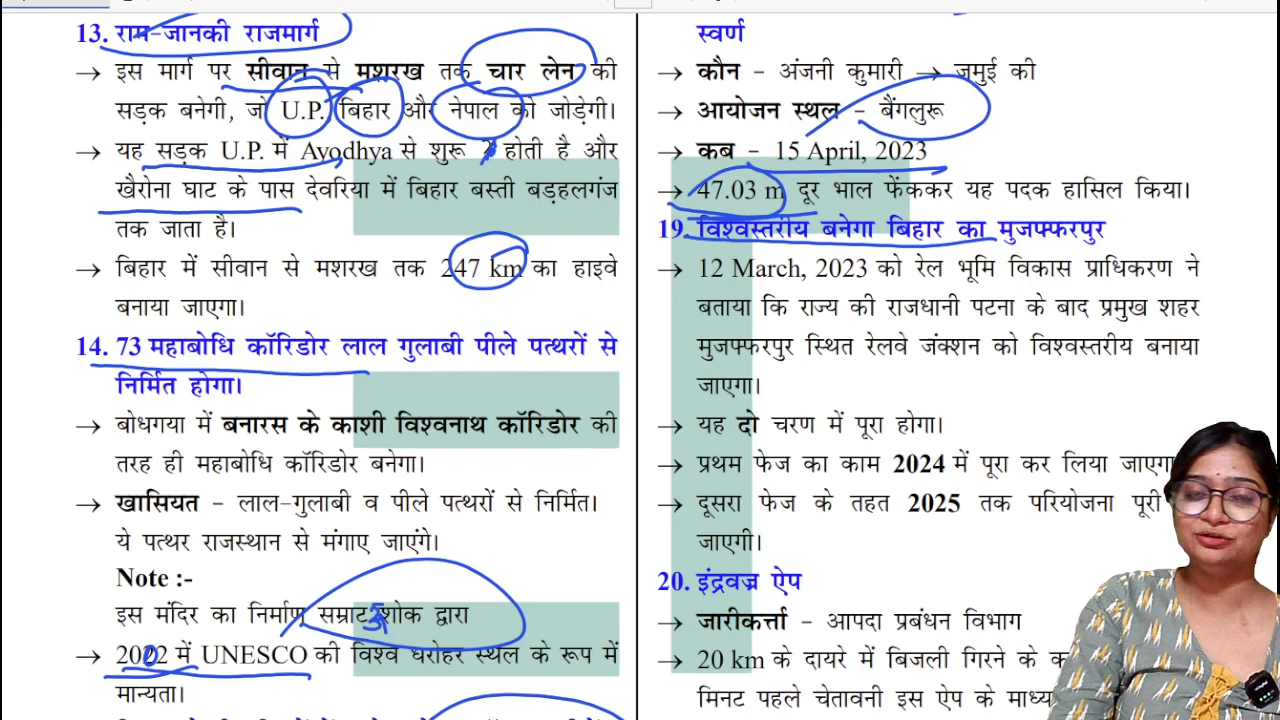 13. राम-जानकी राजमार्ग
→ इस मार्ग पर सीवान से मशरख तक चार लेन की
सड़क बनेगी, जो U.P. बिहार और नेपाल को जोड़ेगी।
→ यह सड़क U.P. में Ayodhya से शुरू होती है और
खैरोना घाट के पास देवरिया में बिहार बस्ती बड़हलगंज
तक जाता है।
→ बिहार में सीवान से मशरख तक 247 km का हाइवे
बनाया जाएगा।
14. 73 महाबोधि कॉरिडोर लाल गुलाबी पीले पत्थरों से
निर्मित होगा।
→ बोधगया में बनारस के काशी विश्वनाथ कॉरिडोर की
तरह ही महाबोधि कॉरिडोर बनेगा।
→ खासियत - लाल-गुलाबी व पीले पत्थरों से निर्मित।
ये पत्थर राजस्थान से मंगाए जाएंगे।
Note :-
इस मंदिर का निर्माण सम्राट अशोक द्वारा
→ 2002 में UNESCO की विश्व धरोहर स्थल के रूप में
मान्यता।
स्वर्ण
→ कौन - अंजनी कुमारी → जमुई की
→ आयोजन स्थल - बैंगलुरू
→ कब - 15 April, 2023
→ 47.03 m दूर भाल फेंककर यह पदक हासिल किया।
19. विश्वस्तरीय बनेगा बिहार का मुजफ्फरपुर
→ 12 March, 2023 को रेल भूमि विकास प्राधिकरण ने
बताया कि राज्य की राजधानी पटना के बाद प्रमुख शहर
मुजफ्फरपुर स्थित रेलवे जंक्शन को विश्वस्तरीय बनाया
जाएगा।
→ यह दो चरण में पूरा होगा।
→ प्रथम फेज का काम 2024 में पूरा कर लिया जाएगा
→ दूसरा फेज के तहत 2025 तक परियोजना पूरी
जाएगी।
20. इंद्रवज्र ऐप
→ जारीकर्त्ता - आपदा प्रबंधन विभाग
→ 20 km के दायरे में बिजली गिरने के
मिनट पहले चेतावनी इस ऐप के